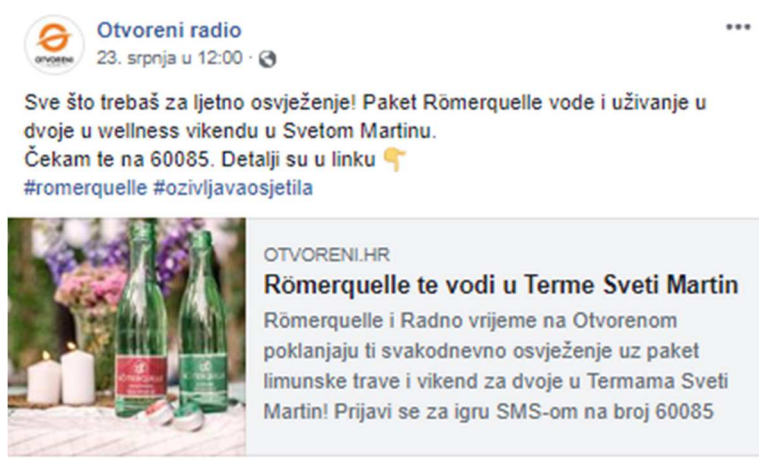 Otvoreni radio
23. srpnja u 12:00 ·
OTVORENI
Sve što trebaš za ljetno osvježenje! Paket Römerquelle vode i uživanje u
dvoje u wellness vikendu u Svetom Martinu.
Čekam te na 60085. Detalji su u linku 👇
#romerquelle #ozivljavaosjetila
OTVORENI.HR
Römerquelle te vodi u Terme Sveti Martin
Römerquelle i Radno vrijeme na Otvorenom
poklanjaju ti svakodnevno osvježenje uz paket
limunske trave i vikend za dvoje u Termama Sveti
Martin! Prijavi se za igru SMS-om na broj 60085
RÖMERQUELLE
RÖMERQUELLE